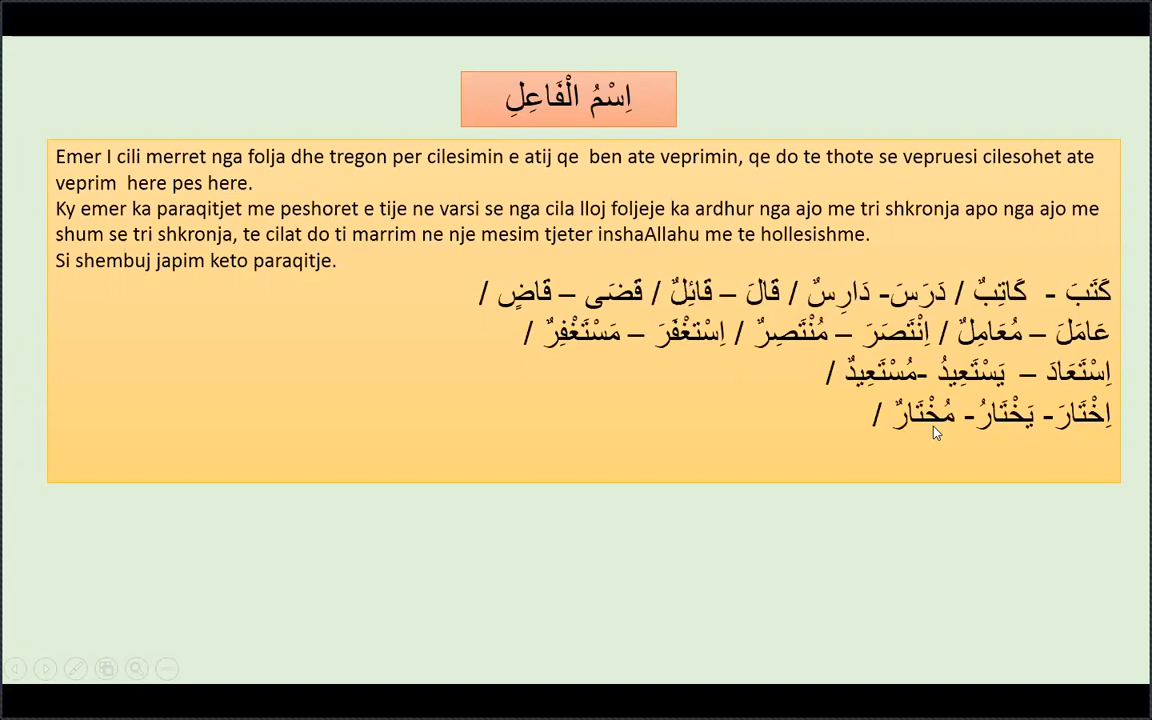 اِسْمُ الْفَاعِلِ
Emer I cili merret nga folja dhe tregon per cilesimin e atij qe ben ate veprimin, qe do te thote se vepruesi cilesohet ate
veprim here pes here.
Ky emer ka paraqitjet me peshoret e tije ne varsi se nga cila lloj foljeje ka ardhur nga ajo me tri shkronja apo nga ajo me
shum se tri shkronja, te cilat do ti marrim ne nje mesim tjeter inshaAllahu me te hollesishme.
Si shembuj japim keto paraqitje.
كَتَبَ - كَاتِبٌ / دَرَسَ- دَارِسٌ / قَالَ – قَائِلٌ / قَضَى – قَاضٍ /
عَامَلَ – مُعَامِلٌ / اِنْتَصَرَ – مُنْتَصِرٌ / اِسْتغْفَرَ – مَسْتَغْفِرٌ /
اِسْتَعَادَ – يَسْتَعِيدُ -مُسْتَعِيدٌ /
اِخْتَارَ- يَخْتَارُ- مُخْتَارٌ /